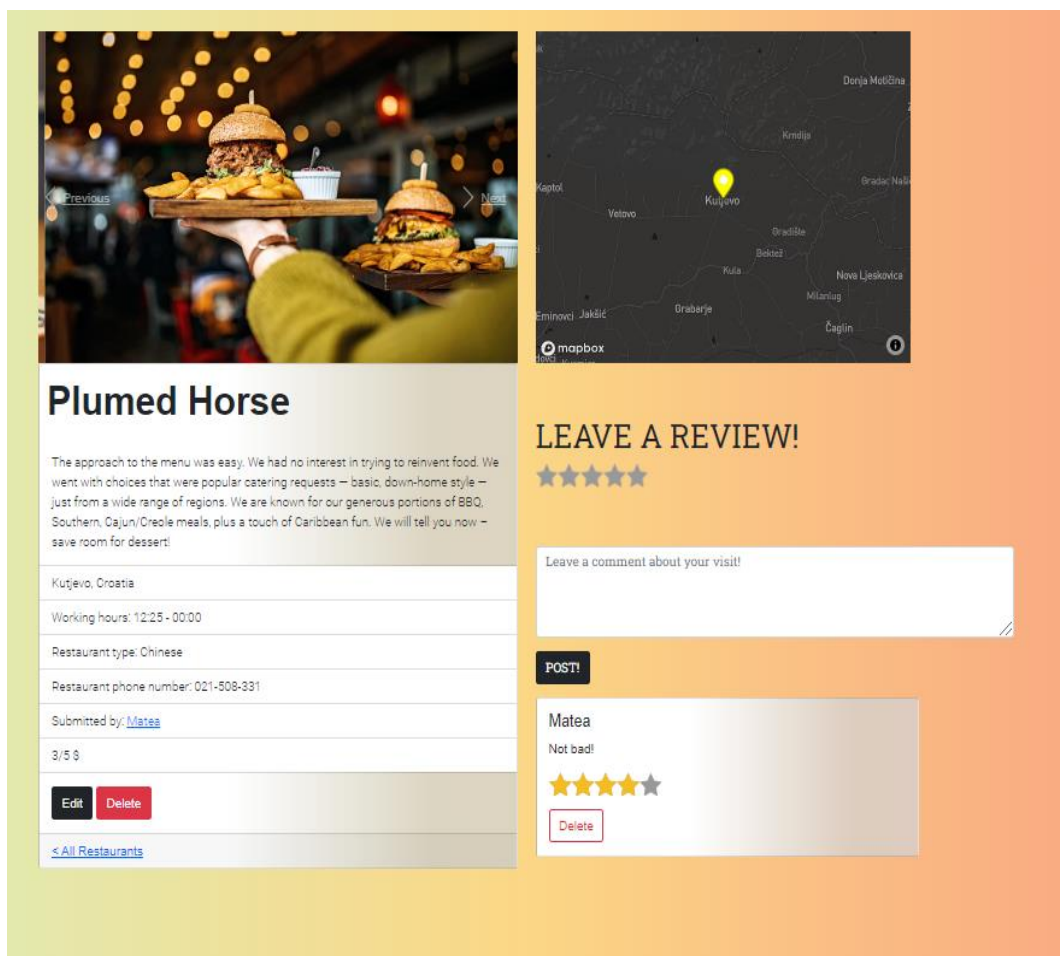 Previous
Next
Plumed Horse
The approach to the menu was easy. We had no interest in trying to reinvent food. We
went with choices that were popular catering requests — basic, down-home style —
just from a wide range of regions. We are known for our generous portions of BBQ,
Southern, Cajun/Creole meals, plus a touch of Caribbean fun. We will tell you now –
save room for dessert!
Kutjevo, Croatia
Working hours: 12:25 - 00:00
Restaurant type: Chinese
Restaurant phone number: 021-508-331
Submitted by: Matea
3/5 $
Edit Delete
< All Restaurants
Donja Motičina
Krndija
Kaptol
Gradac Naši
Kutjevo
Vetovo
Gradište
Bektež
Kula
Nova Ljeskovica
Milanlug
Eminovci Jakšić
Grabarje
Čaglin
mapbox
LEAVE A REVIEW!
Leave a comment about your visit!
POST!
Matea
Not bad!
Delete